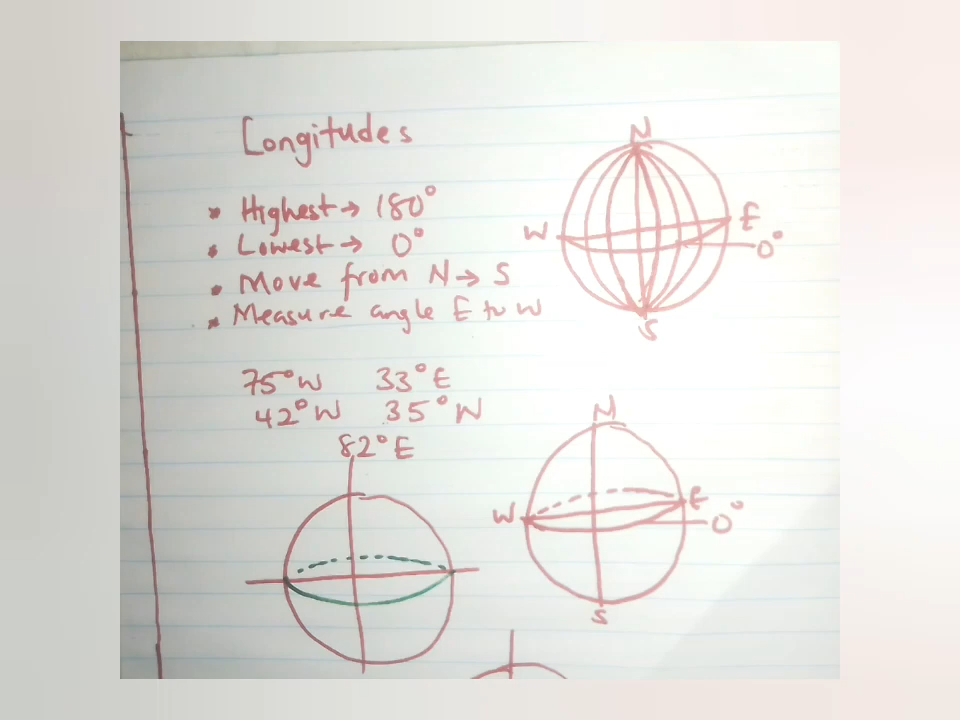 Longitudes
• Highest → 180°
• Lowest → 0°
• Move from N → S
• Measure angle E to W
75°W 33°E
42°W 35°W
82°E
N
W E
0°
S
N
W E
0°
S